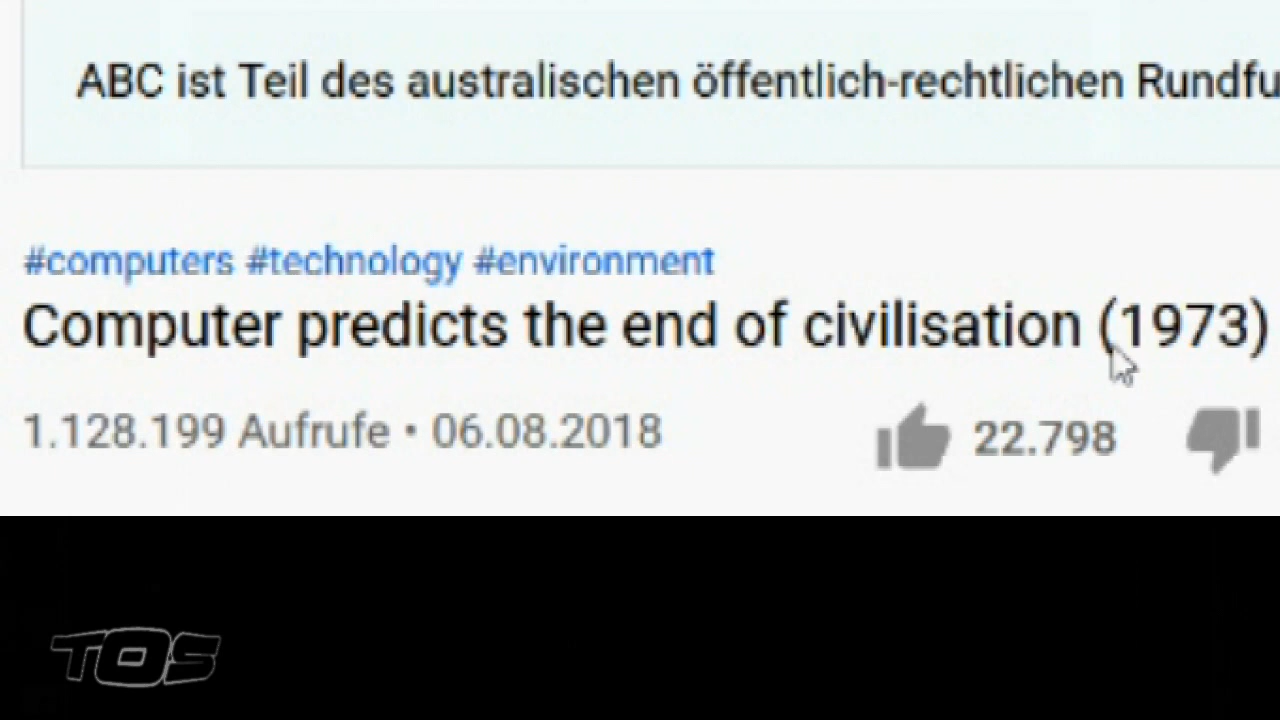 ABC ist Teil des australischen öffentlich-rechtlichen
#computers #technology #environment
Computer predicts the end of civilisation (1973)
1.128.199 Aufrufe • 06.08.2018 22.798
TOS